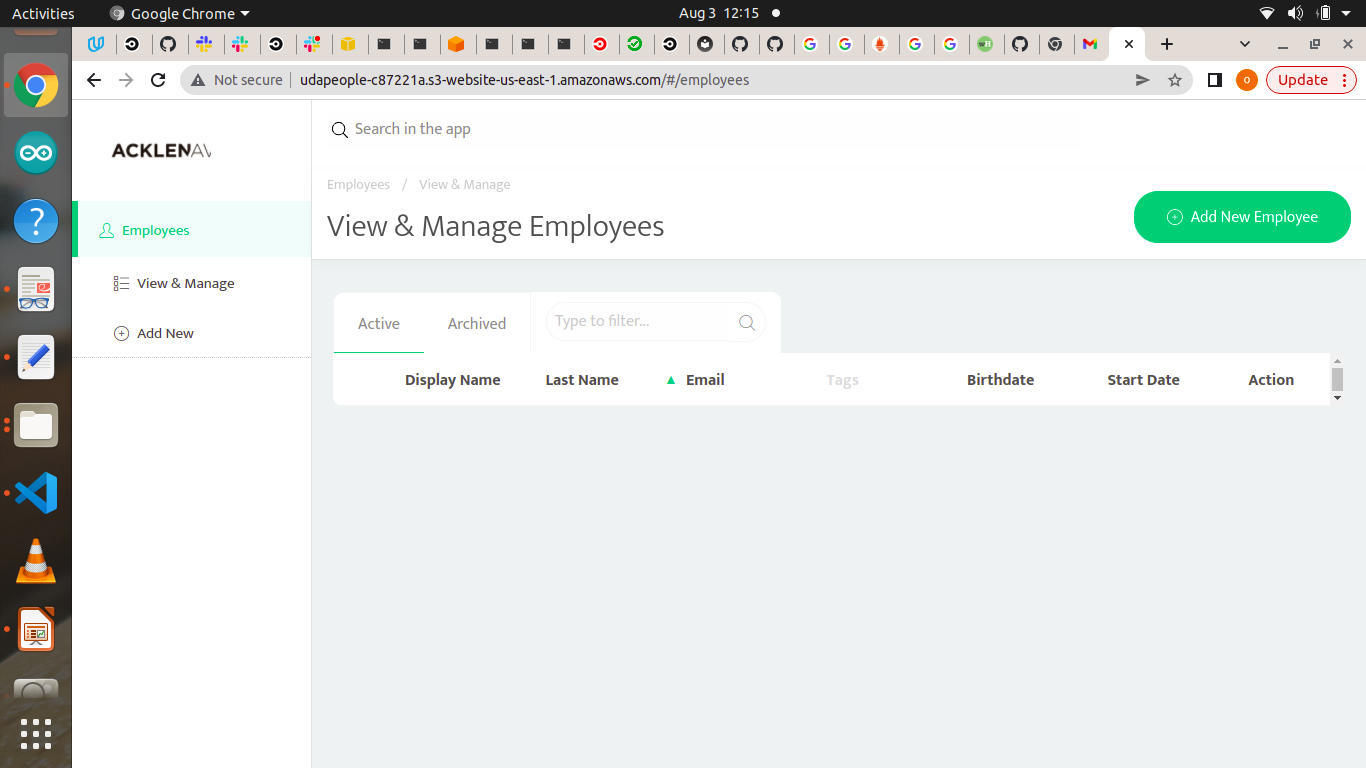 Activities Google Chrome Aug 3 12:15
Not secure udapeople-c87221a.s3-website-us-east-1.amazonaws.com/#/employees Update
ACKLENAV
Search in the app
Employees / View & Manage
View & Manage Employees
Add New Employee
Employees
View & Manage
Add New
Active Archived Type to filter...
Display Name Last Name Email Tags Birthdate Start Date Action